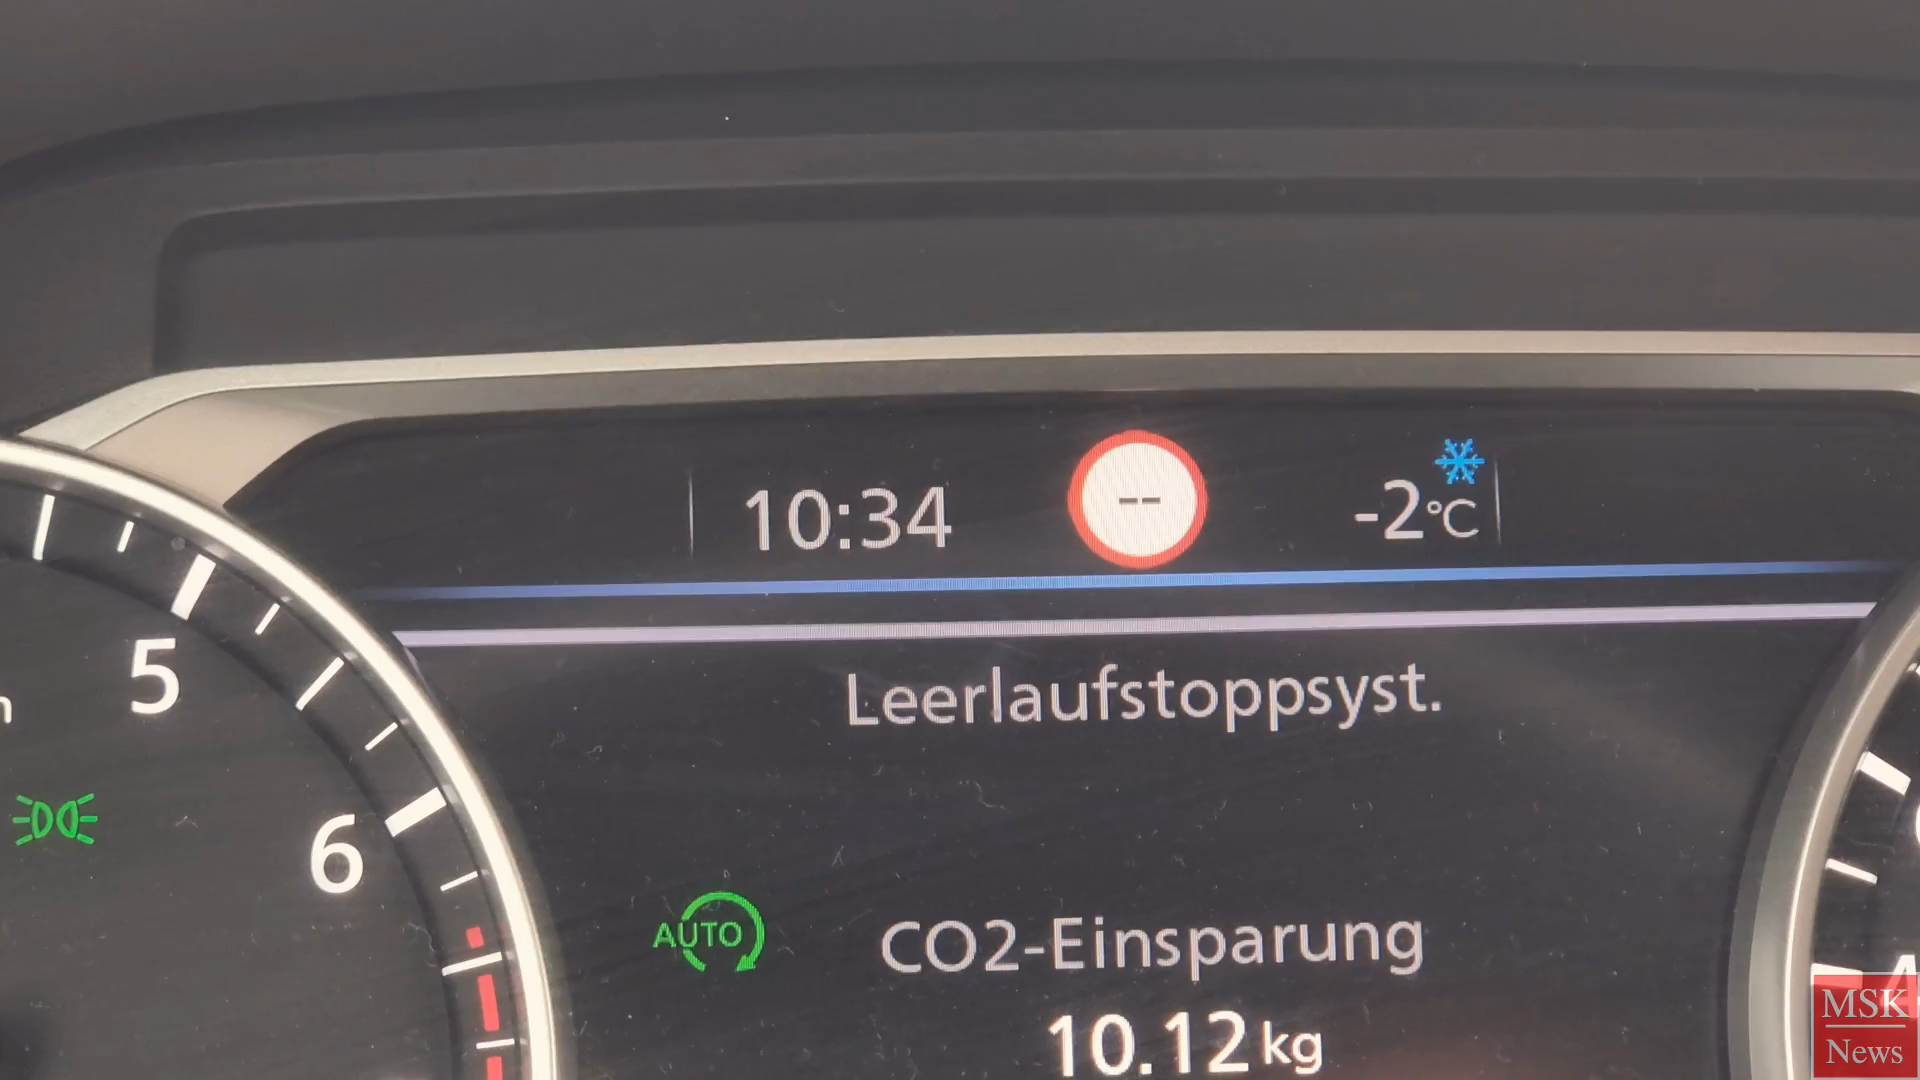 10:34
--
-2°C
Leerlaufstoppsyst.
5
6
AUTO
CO2-Einsparung
10.12 kg
MSK
News